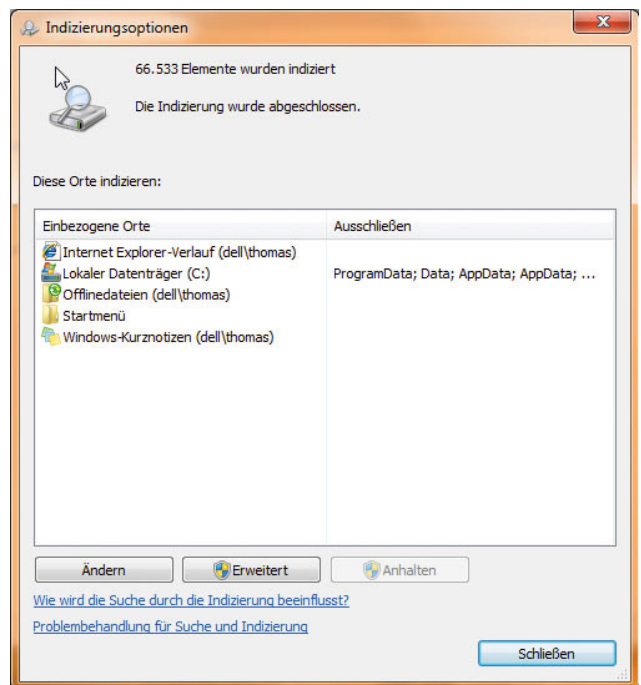 Indizierungsoptionen
66.533 Elemente wurden indiziert
Die Indizierung wurde abgeschlossen.
Diese Orte indizieren:
Einbezogene Orte Ausschließen
Internet Explorer-Verlauf (dell\thomas)
Lokaler Datenträger (C:) ProgramData; Data; AppData; AppData; ...
Offlinedateien (dell\thomas)
Startmenü
Windows-Kurznotizen (dell\thomas)
Ändern Erweitert Anhalten
Wie wird die Suche durch die Indizierung beeinflusst?
Problembehandlung für Suche und Indizierung
Schließen